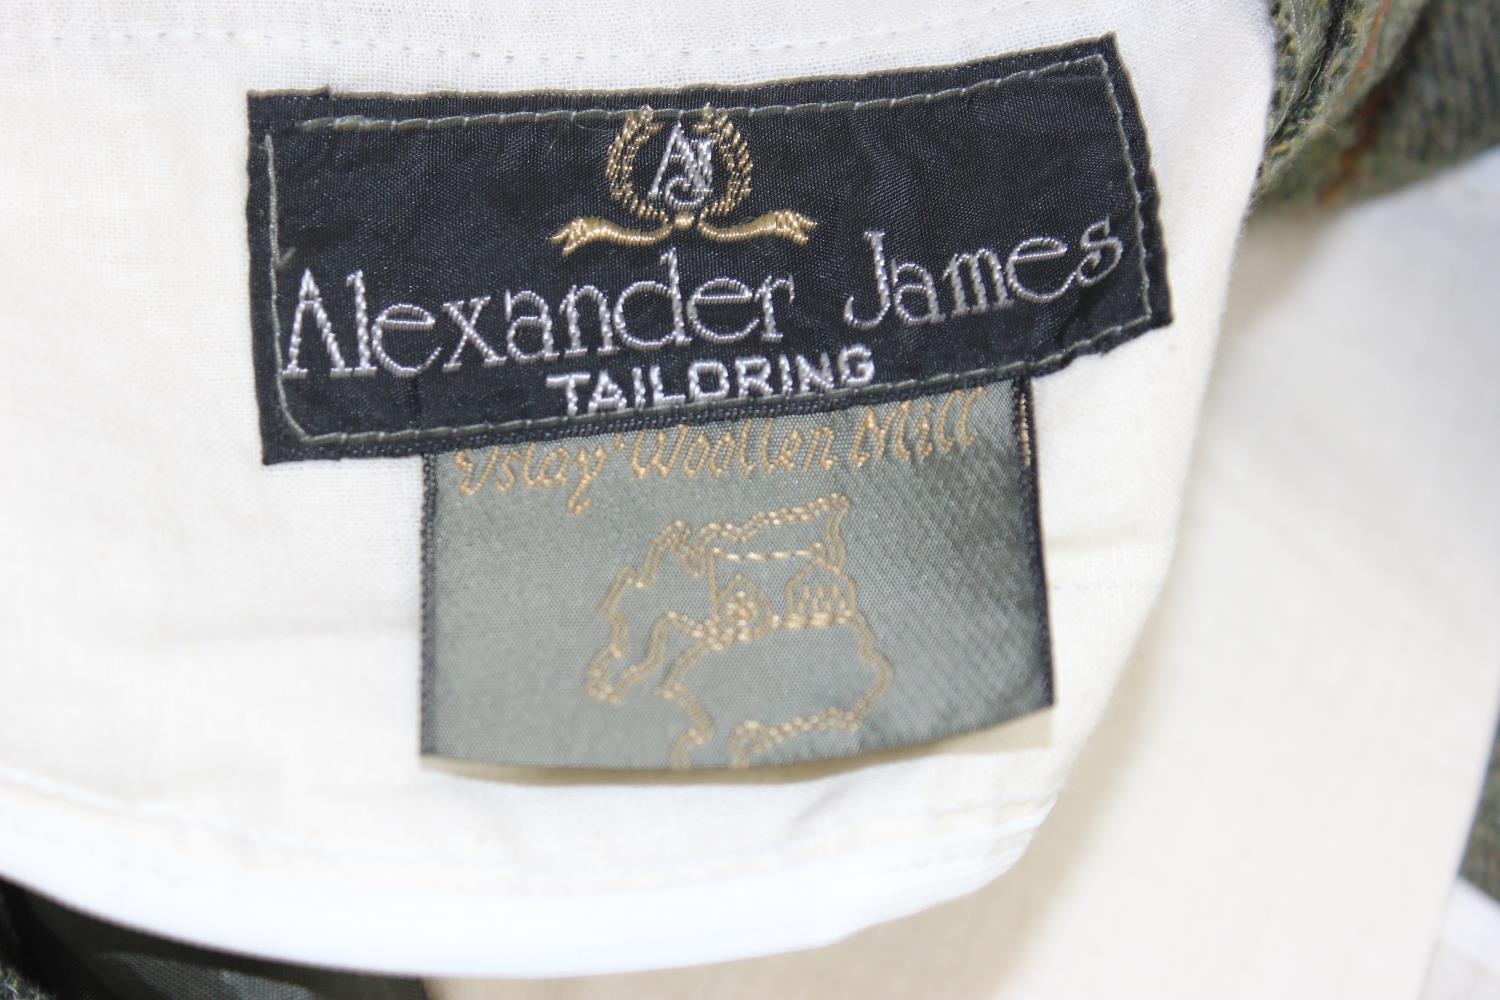 AJ
Alexander James
TAILORING
Islay Woollen Mill